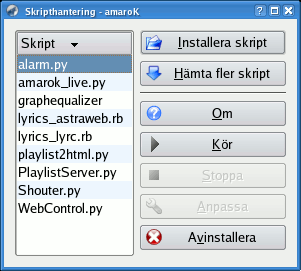 Skripthantering - amaroK
Skript
alarm.py
amarok_live.py
graphequalizer
lyrics_astraweb.rb
lyrics_lyrc.rb
playlist2html.py
PlaylistServer.py
Shouter.py
WebControl.py
Installera skript
Hämta fler skript
Om
Kör
Stoppa
Anpassa
Avinstallera